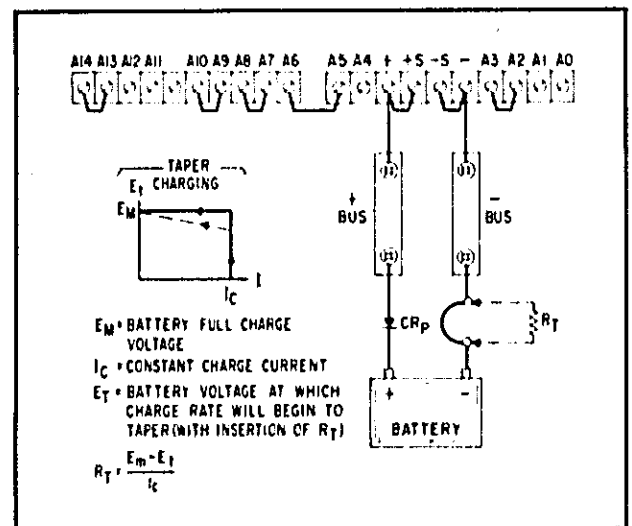 A14 A13 A12 A11 A10 A9 A8 A7 A6 A5 A4 + +S -S - A3 A2 A1 A0
TAPER
CHARGING
Et
EM
IC
I
+
BUS
-
BUS
CRP
RT
+ -
BATTERY
EM = BATTERY FULL CHARGE
VOLTAGE
IC = CONSTANT CHARGE CURRENT
ET = BATTERY VOLTAGE AT WHICH
CHARGE RATE WILL BEGIN TO
TAPER (WITH INSERTION OF RT)
RT = Em - Et
Ic